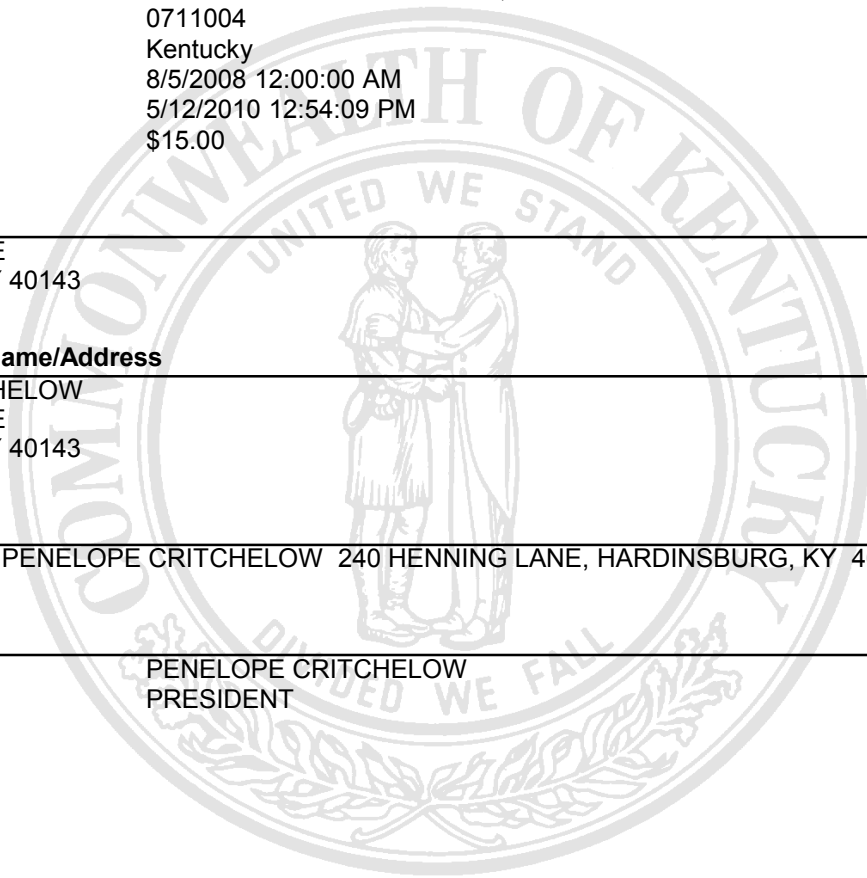 0711004
Kentucky
8/5/2008 12:00:00 AM
5/12/2010 12:54:09 PM
$15.00
COMMONWEALTH OF KENTUCKY
UNITED WE STAND
E
40143
ame/Address
HELOW
E
40143
PENELOPE CRITCHELOW 240 HENNING LANE, HARDINSBURG, KY 4
PENELOPE CRITCHELOW
PRESIDENT
DIVIDED WE FALL